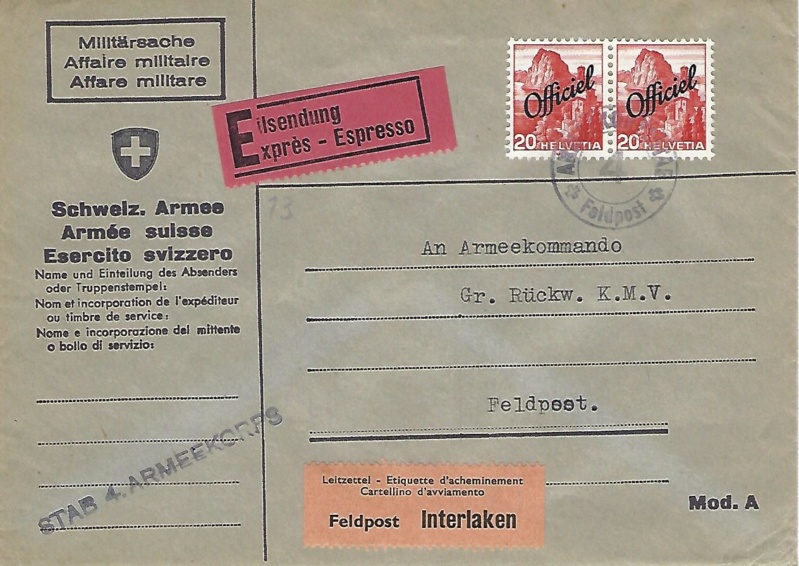 Militärsache
Affaire militaire
Affare militare
Eilsendung
Exprès - Espresso
Officiel
20 HELVETIA
Officiel
20 HELVETIA
4
Feldpost
13
Schweiz. Armee
Armée suisse
Esercito svizzero
Name und Einteilung des Absenders
oder Truppenstempel:
Nom et incorporation de l'expéditeur
ou timbre de service:
Nome e incorporazione del mittente
o bollo di servizio:
An Armeekommando
Gr. Rückw. K.M.V.
Feldpost.
STAB 4. ARMEEKORPS
Leitzettel - Etiquette d'acheminement
Cartellino d'avviamento
Feldpost Interlaken
Mod. A